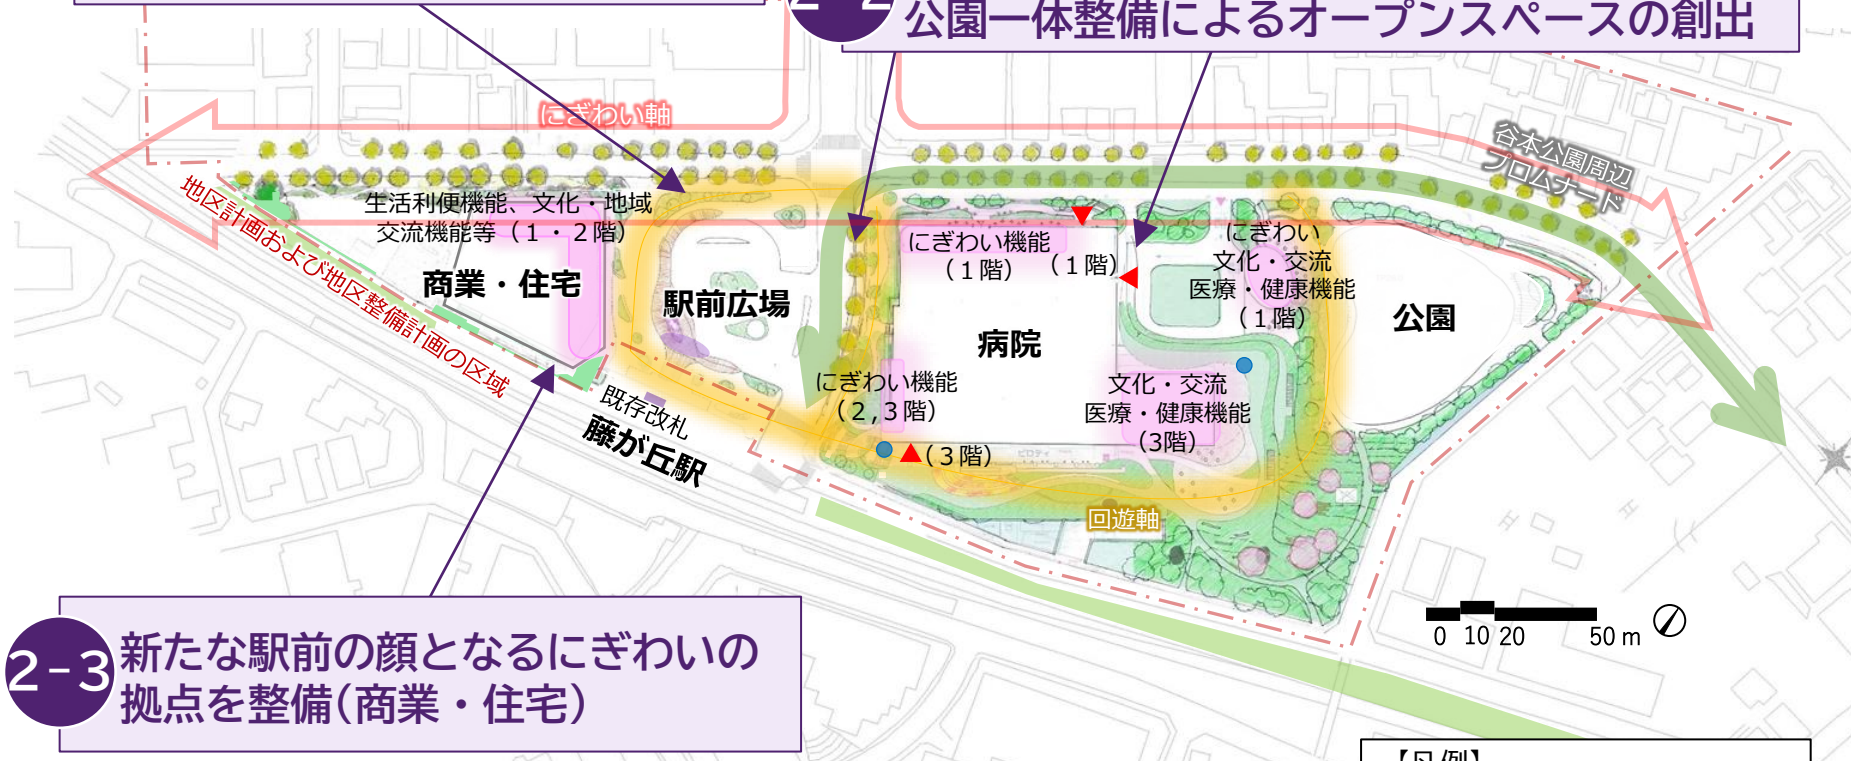 2-2
公園一体整備によるオープンスペースの創出
にぎわい軸
谷本公園周辺
プロムナード
地区計画および地区整備計画の区域
生活利便機能、文化・地域
交流機能等（１・２階）
商業・住宅
駅前広場
にぎわい機能
（１階）
（１階）
にぎわい
文化・交流
医療・健康機能
（１階）
病院
公園
にぎわい機能
（２,３階）
文化・交流
医療・健康機能
（3階）
（３階）
ピロティ
既存改札
藤が丘駅
回遊軸
0 10 20 50 m
2-3
新たな駅前の顔となるにぎわいの
拠点を整備（商業・住宅）
【凡例】